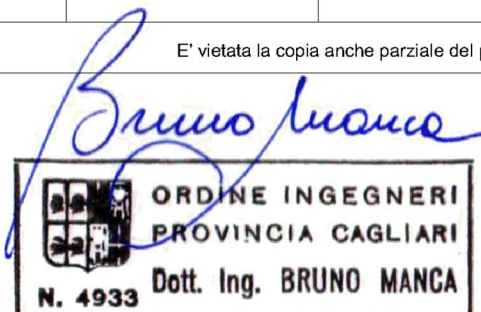 E' vietata la copia anche parziale del
Bruno Manca
ORDINE INGEGNERI
PROVINCIA CAGLIARI
N. 4933 Dott. Ing. BRUNO MANCA